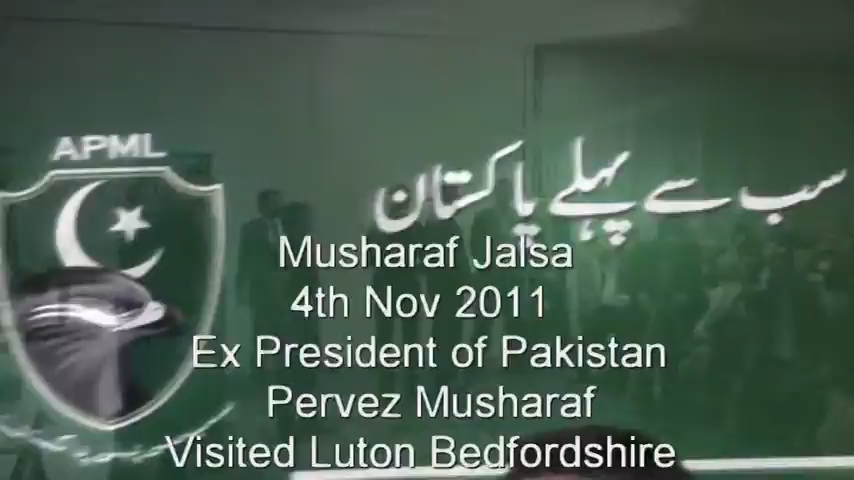 APML
سب سے پہلے پاکستان
Musharaf Jalsa
4th Nov 2011
Ex President of Pakistan
Pervez Musharaf
Visited Luton Bedfordshire